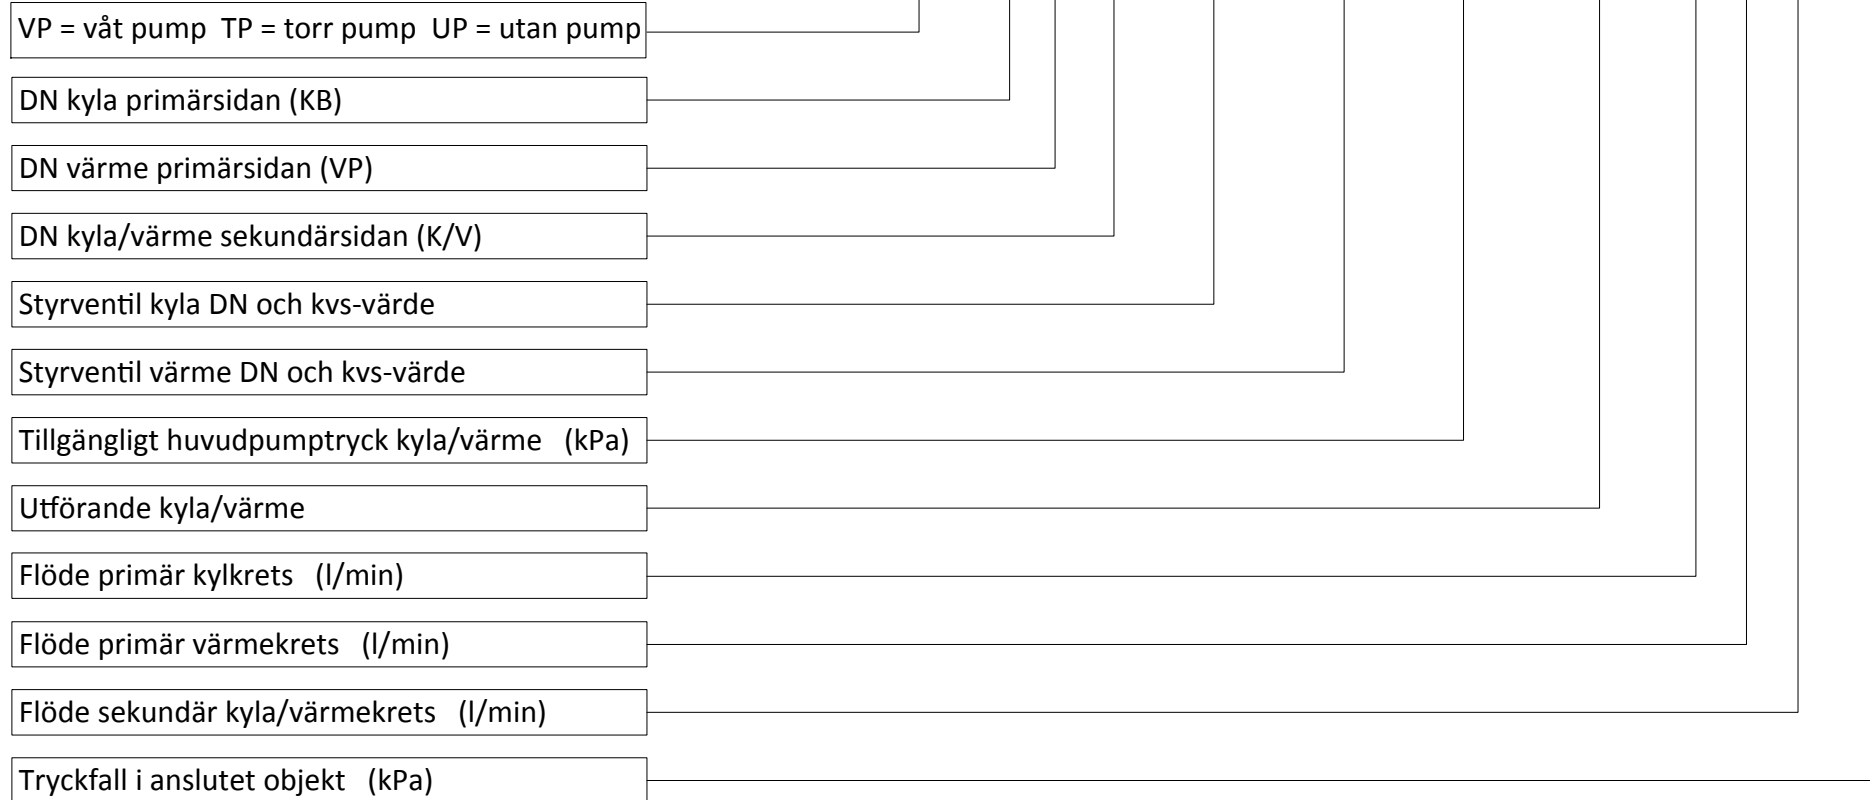 VP = våt pump TP = torr pump UP = utan pump
DN kyla primärsidan (KB)
DN värme primärsidan (VP)
DN kyla/värme sekundärsidan (K/V)
Styrventil kyla DN och kvs-värde
Styrventil värme DN och kvs-värde
Tillgängligt huvudpumptryck kyla/värme (kPa)
Utförande kyla/värme
Flöde primär kylkrets (l/min)
Flöde primär värmekrets (l/min)
Flöde sekundär kyla/värmekrets (l/min)
Tryckfall i anslutet objekt (kPa)